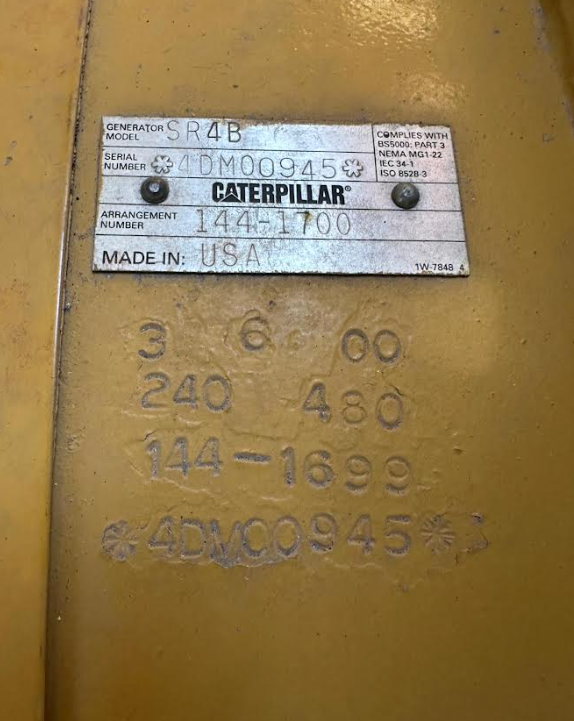 GENERATOR MODEL SR4B
SERIAL NUMBER *4DM00945*
COMPLIES WITH
BS5000: PART 3
NEMA MG1-22
IEC 34-1
ISO 8528-3
CATERPILLAR®
ARRANGEMENT NUMBER 144-1700
MADE IN: USA
1W-7848 4
3 6 00
240 480
144-1699
*4DM00945*